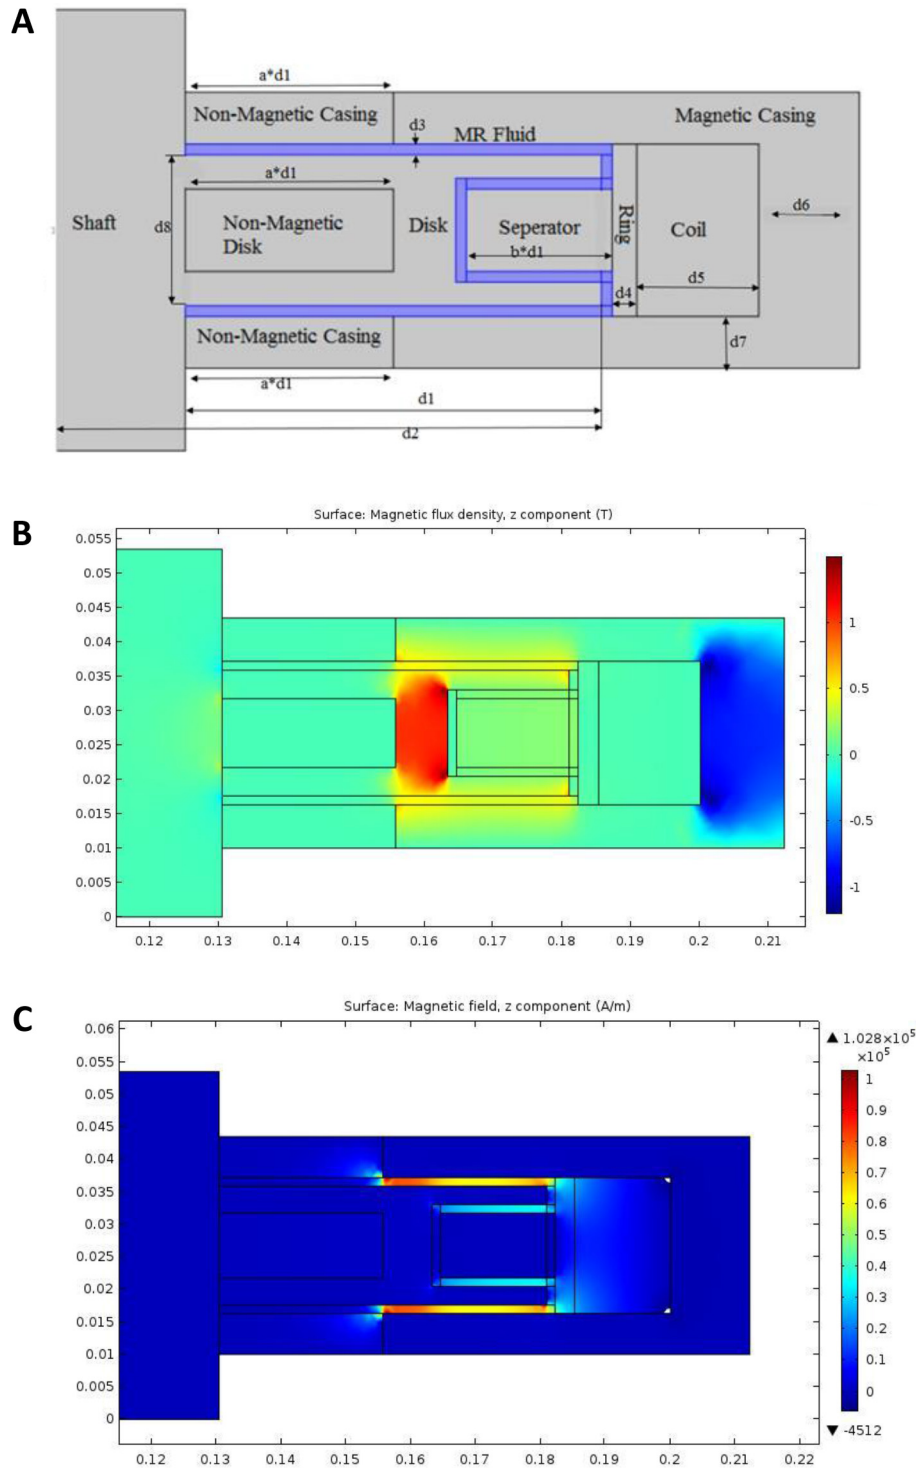 A
a*d1
Non-Magnetic Casing
Magnetic Casing
d3
MR Fluid
a*d1
Shaft
d8
Non-Magnetic
Disk
Disk
Seperator
b*d1
Ring
Coil
d6
d5
d4
Non-Magnetic Casing
d7
a*d1
d1
d2
B
Surface: Magnetic flux density, z component (T)
0.055
0.05
0.045
0.04
0.035
0.03
0.025
0.02
0.015
0.01
0.005
0
0.12 0.13 0.14 0.15 0.16 0.17 0.18 0.19 0.2 0.21
1
0.5
0
-0.5
-1
C
Surface: Magnetic field, z component (A/m)
0.06
0.055
0.05
0.045
0.04
0.035
0.03
0.025
0.02
0.015
0.01
0.005
0
0.12 0.13 0.14 0.15 0.16 0.17 0.18 0.19 0.2 0.21 0.22
▲ 1.028×10⁵
×10⁵
1
0.9
0.8
0.7
0.6
0.5
0.4
0.3
0.2
0.1
0
▼ -4512